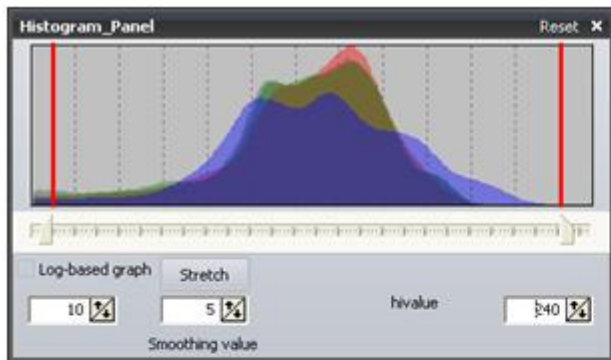 Histogram_Panel Reset ×
Log-based graph Stretch
10 5 hivalue 240
Smoothing value